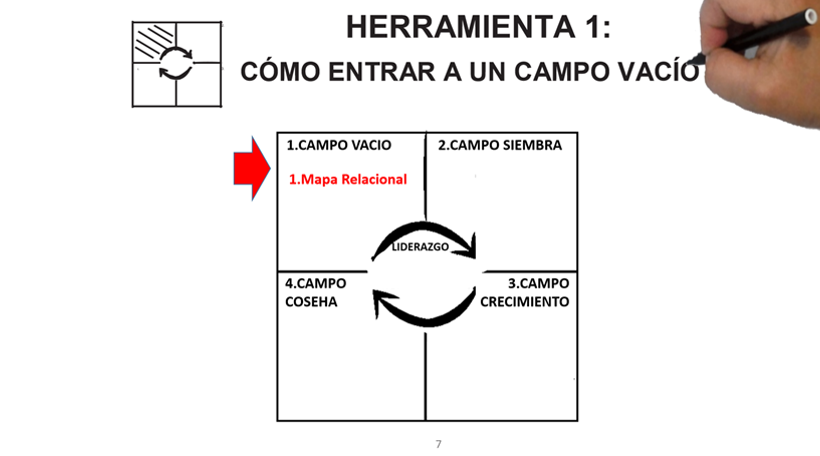 HERRAMIENTA 1:
CÓMO ENTRAR A UN CAMPO VACÍO
1.CAMPO VACIO
2.CAMPO SIEMBRA
1.Mapa Relacional
LIDERAZGO
4.CAMPO
COSEHA
3.CAMPO
CRECIMIENTO
7